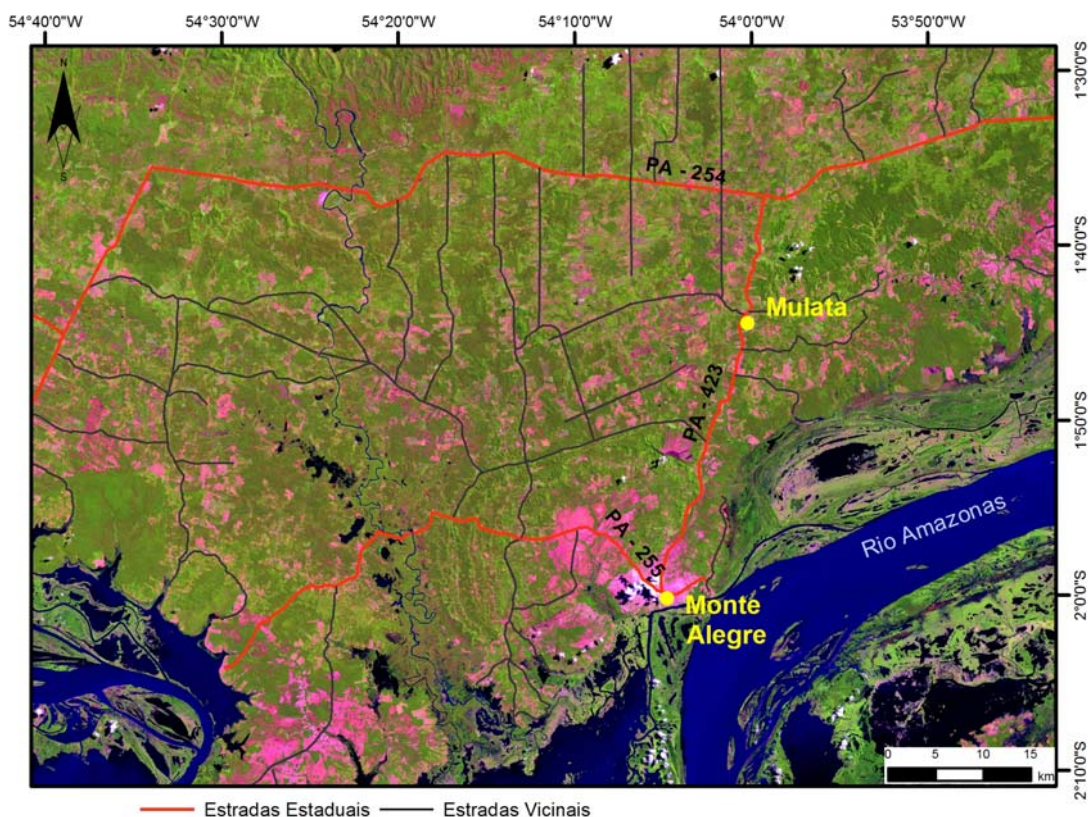 54°40'0"W 54°30'0"W 54°20'0"W 54°10'0"W 54°0'0"W 53°50'0"W
N
S
1°30'0"S
PA - 254
1°40'0"S
Mulata
PA - 423
1°50'0"S
Rio Amazonas
PA - 255
2°0'0"S
Monte
Alegre
0 5 10 15
km
2°10'0"S
Estradas Estaduais Estradas Vicinais